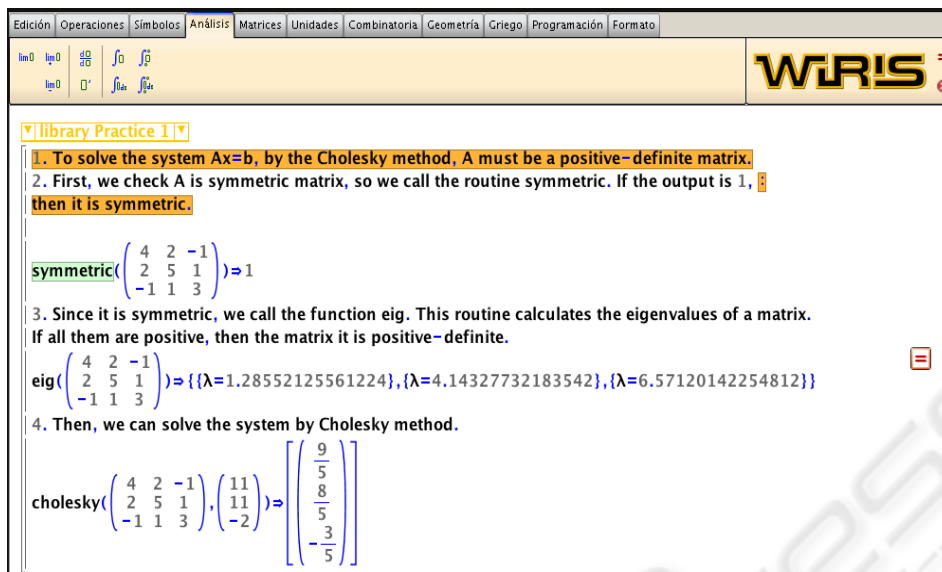 Edición Operaciones Símbolos Análisis Matrices Unidades Combinatoria Geometría Griego Programación Formato
WIRIS
library Practice 1
1. To solve the system Ax=b, by the Cholesky method, A must be a positive-definite matrix.
2. First, we check A is symmetric matrix, so we call the routine symmetric. If the output is 1, :
then it is symmetric.
4 2 -1
symmetric( 2 5 1 )⇒1
-1 1 3
3. Since it is symmetric, we call the function eig. This routine calculates the eigenvalues of a matrix.
If all them are positive, then the matrix it is positive-definite.
4 2 -1
eig( 2 5 1 )⇒{{λ=1.28552125561224},{λ=4.14327732183542},{λ=6.57120142254812}}
-1 1 3
4. Then, we can solve the system by Cholesky method.
4 2 -1 11 9/5
cholesky( 2 5 1 , 11 )⇒ 8/5
-1 1 3 -2 -3/5